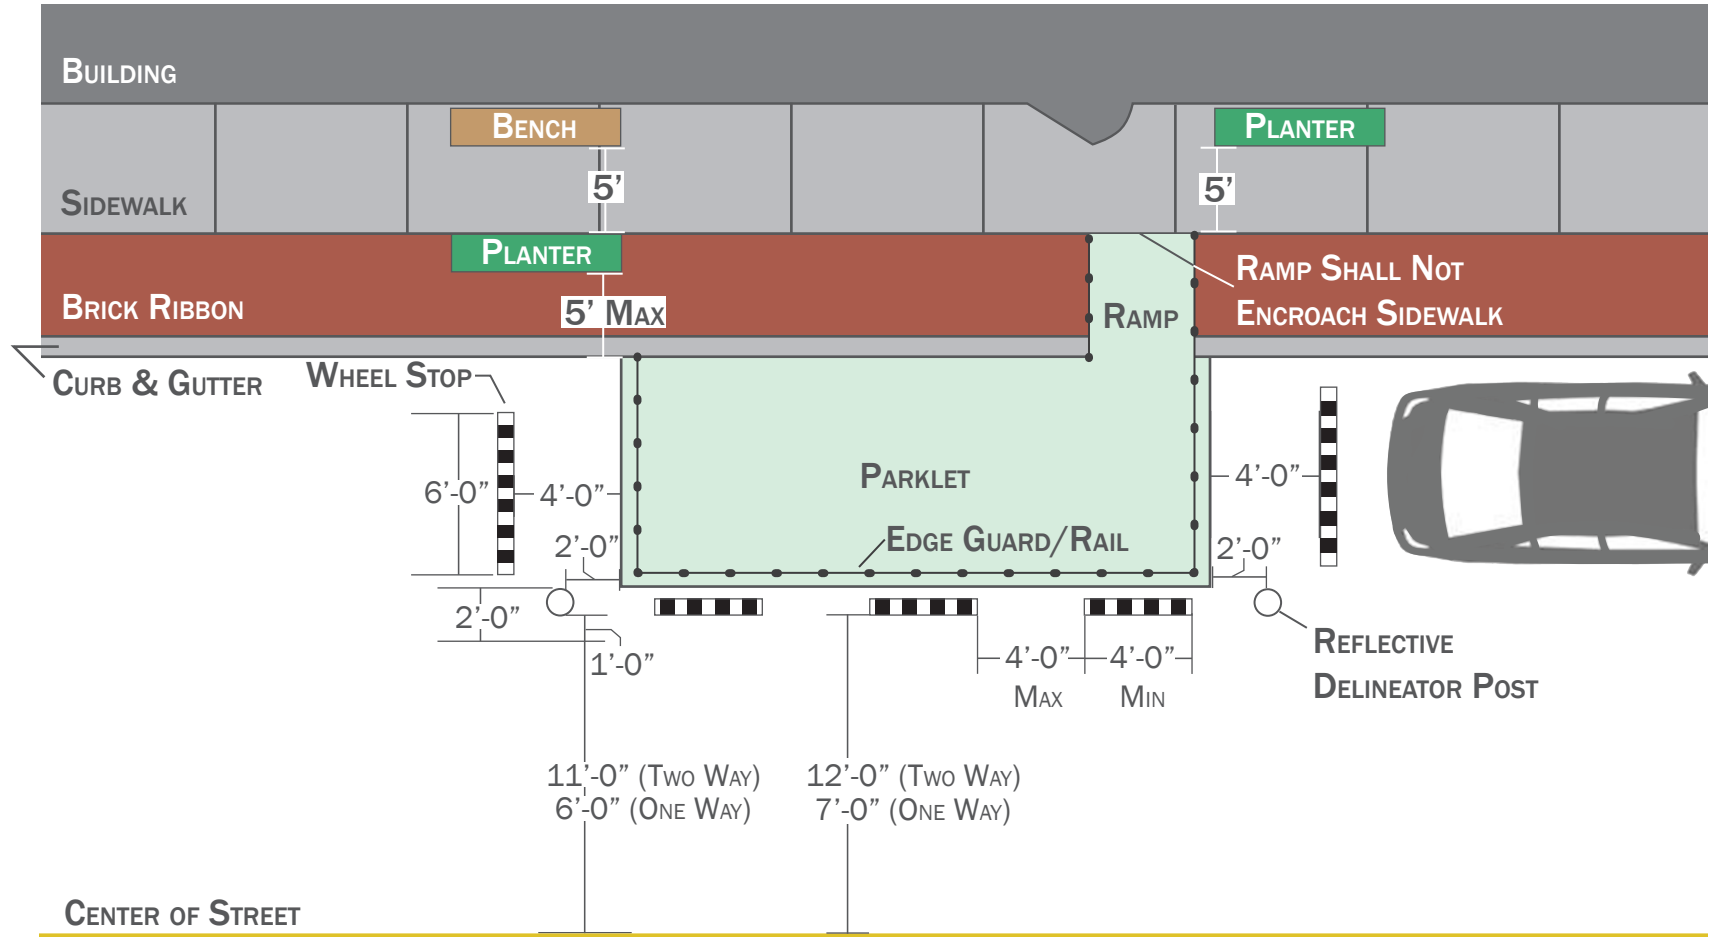 Building
Bench
Planter
5’
5’
Sidewalk
Planter
Brick Ribbon
5’ Max
Ramp
Ramp Shall Not
Encroach Sidewalk
Curb & Gutter
Wheel Stop
Parklet
6’-0”
4’-0”
4’-0”
2’-0”
Edge Guard/Rail
2’-0”
2’-0”
1’-0”
4’-0”
Max
4’-0”
Min
Reflective
Delineator Post
11’-0” (Two Way)
6’-0” (One Way)
12’-0” (Two Way)
7’-0” (One Way)
Center of Street